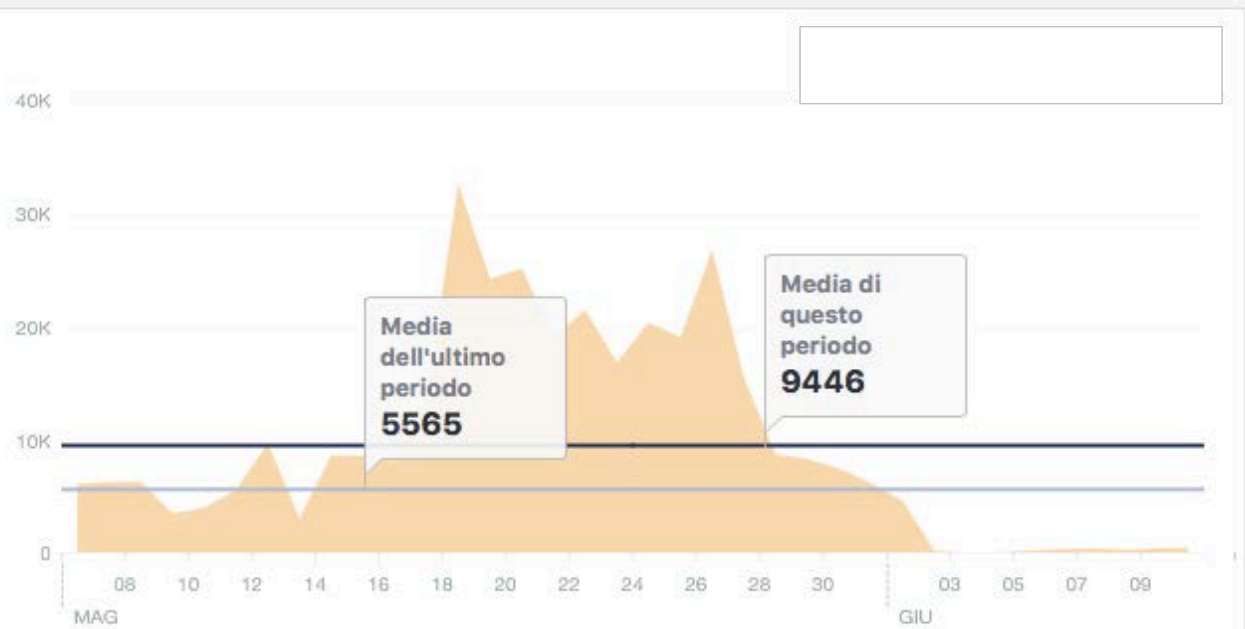 40K
30K
20K
10K
0
Media
dell'ultimo
periodo
5565
Media di
questo
periodo
9446
08 10 12 14 16 18 20 22 24 26 28 30 03 05 07 09
MAG GIU